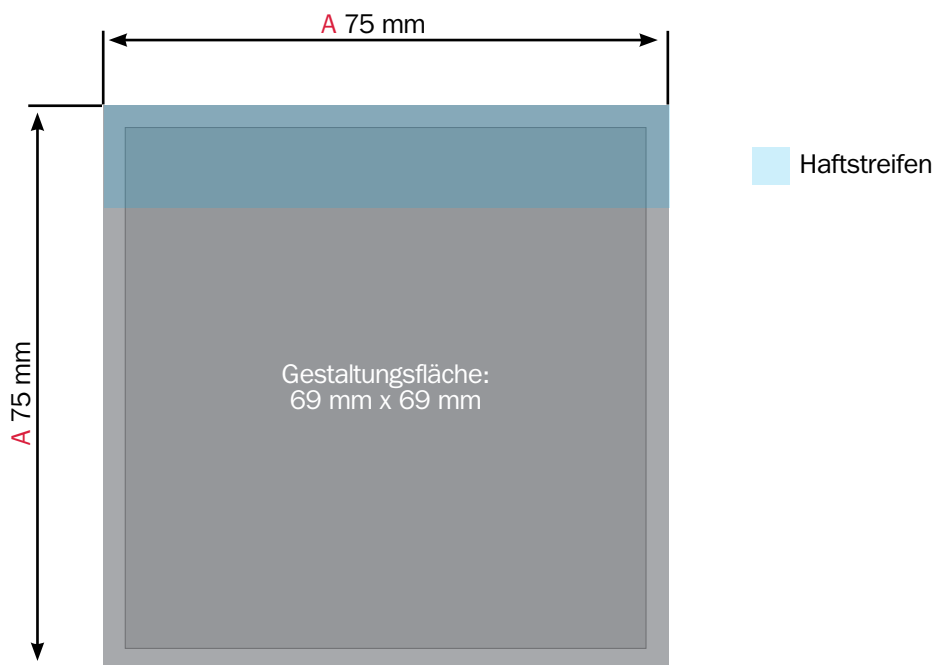 A 75 mm
Haftstreifen
A 75 mm
Gestaltungsfläche:
69 mm x 69 mm